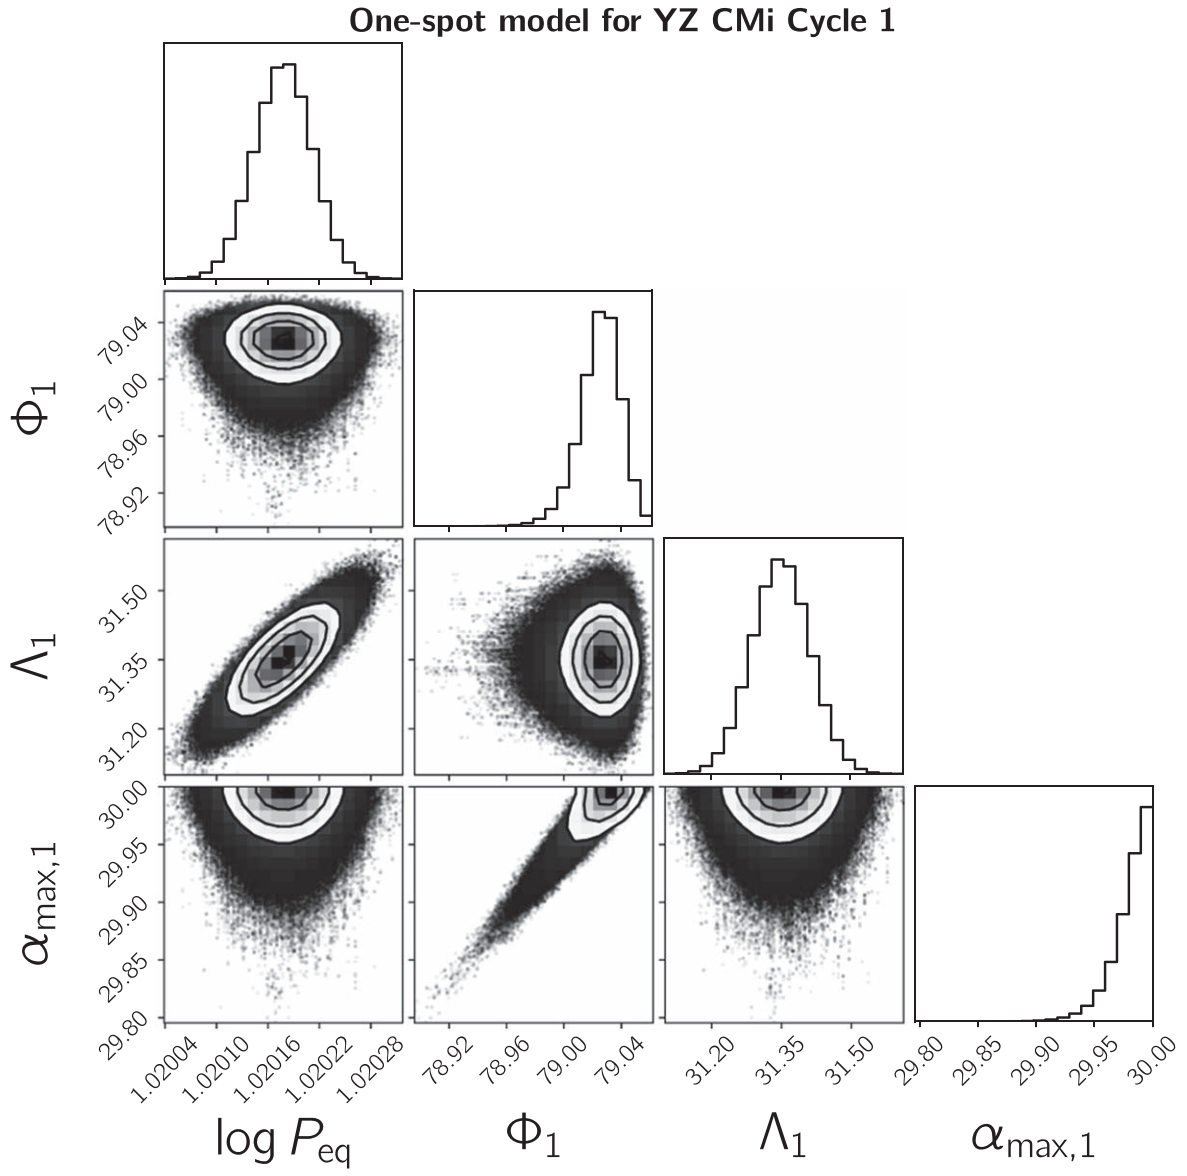 One-spot model for YZ CMi Cycle 1
Φ1
79.04
79.00
78.96
78.92
Λ1
31.50
31.35
31.20
αmax,1
30.00
29.95
29.90
29.85
29.80
1.02004 1.02010 1.02016 1.02022 1.02028
78.92 78.96 79.00 79.04
31.20 31.35 31.50
29.80 29.85 29.90 29.95 30.00
log Peq Φ1 Λ1 αmax,1